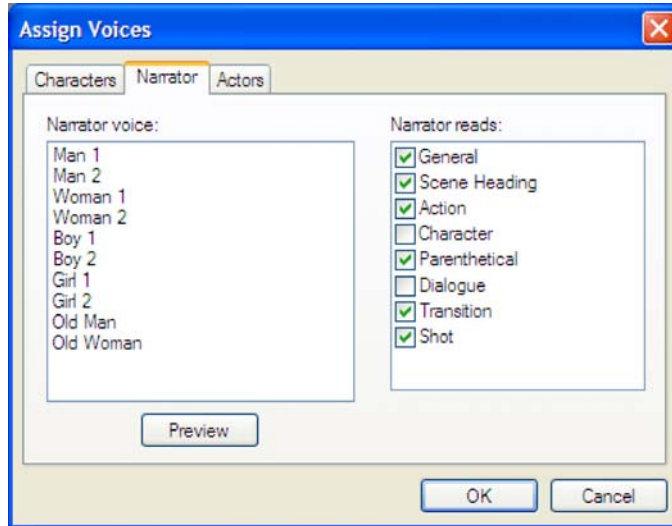 Assign Voices
Characters Narrator Actors
Narrator voice:
Man 1
Man 2
Woman 1
Woman 2
Boy 1
Boy 2
Girl 1
Girl 2
Old Man
Old Woman
Preview
Narrator reads:
General
Scene Heading
Action
Character
Parenthetical
Dialogue
Transition
Shot
OK Cancel